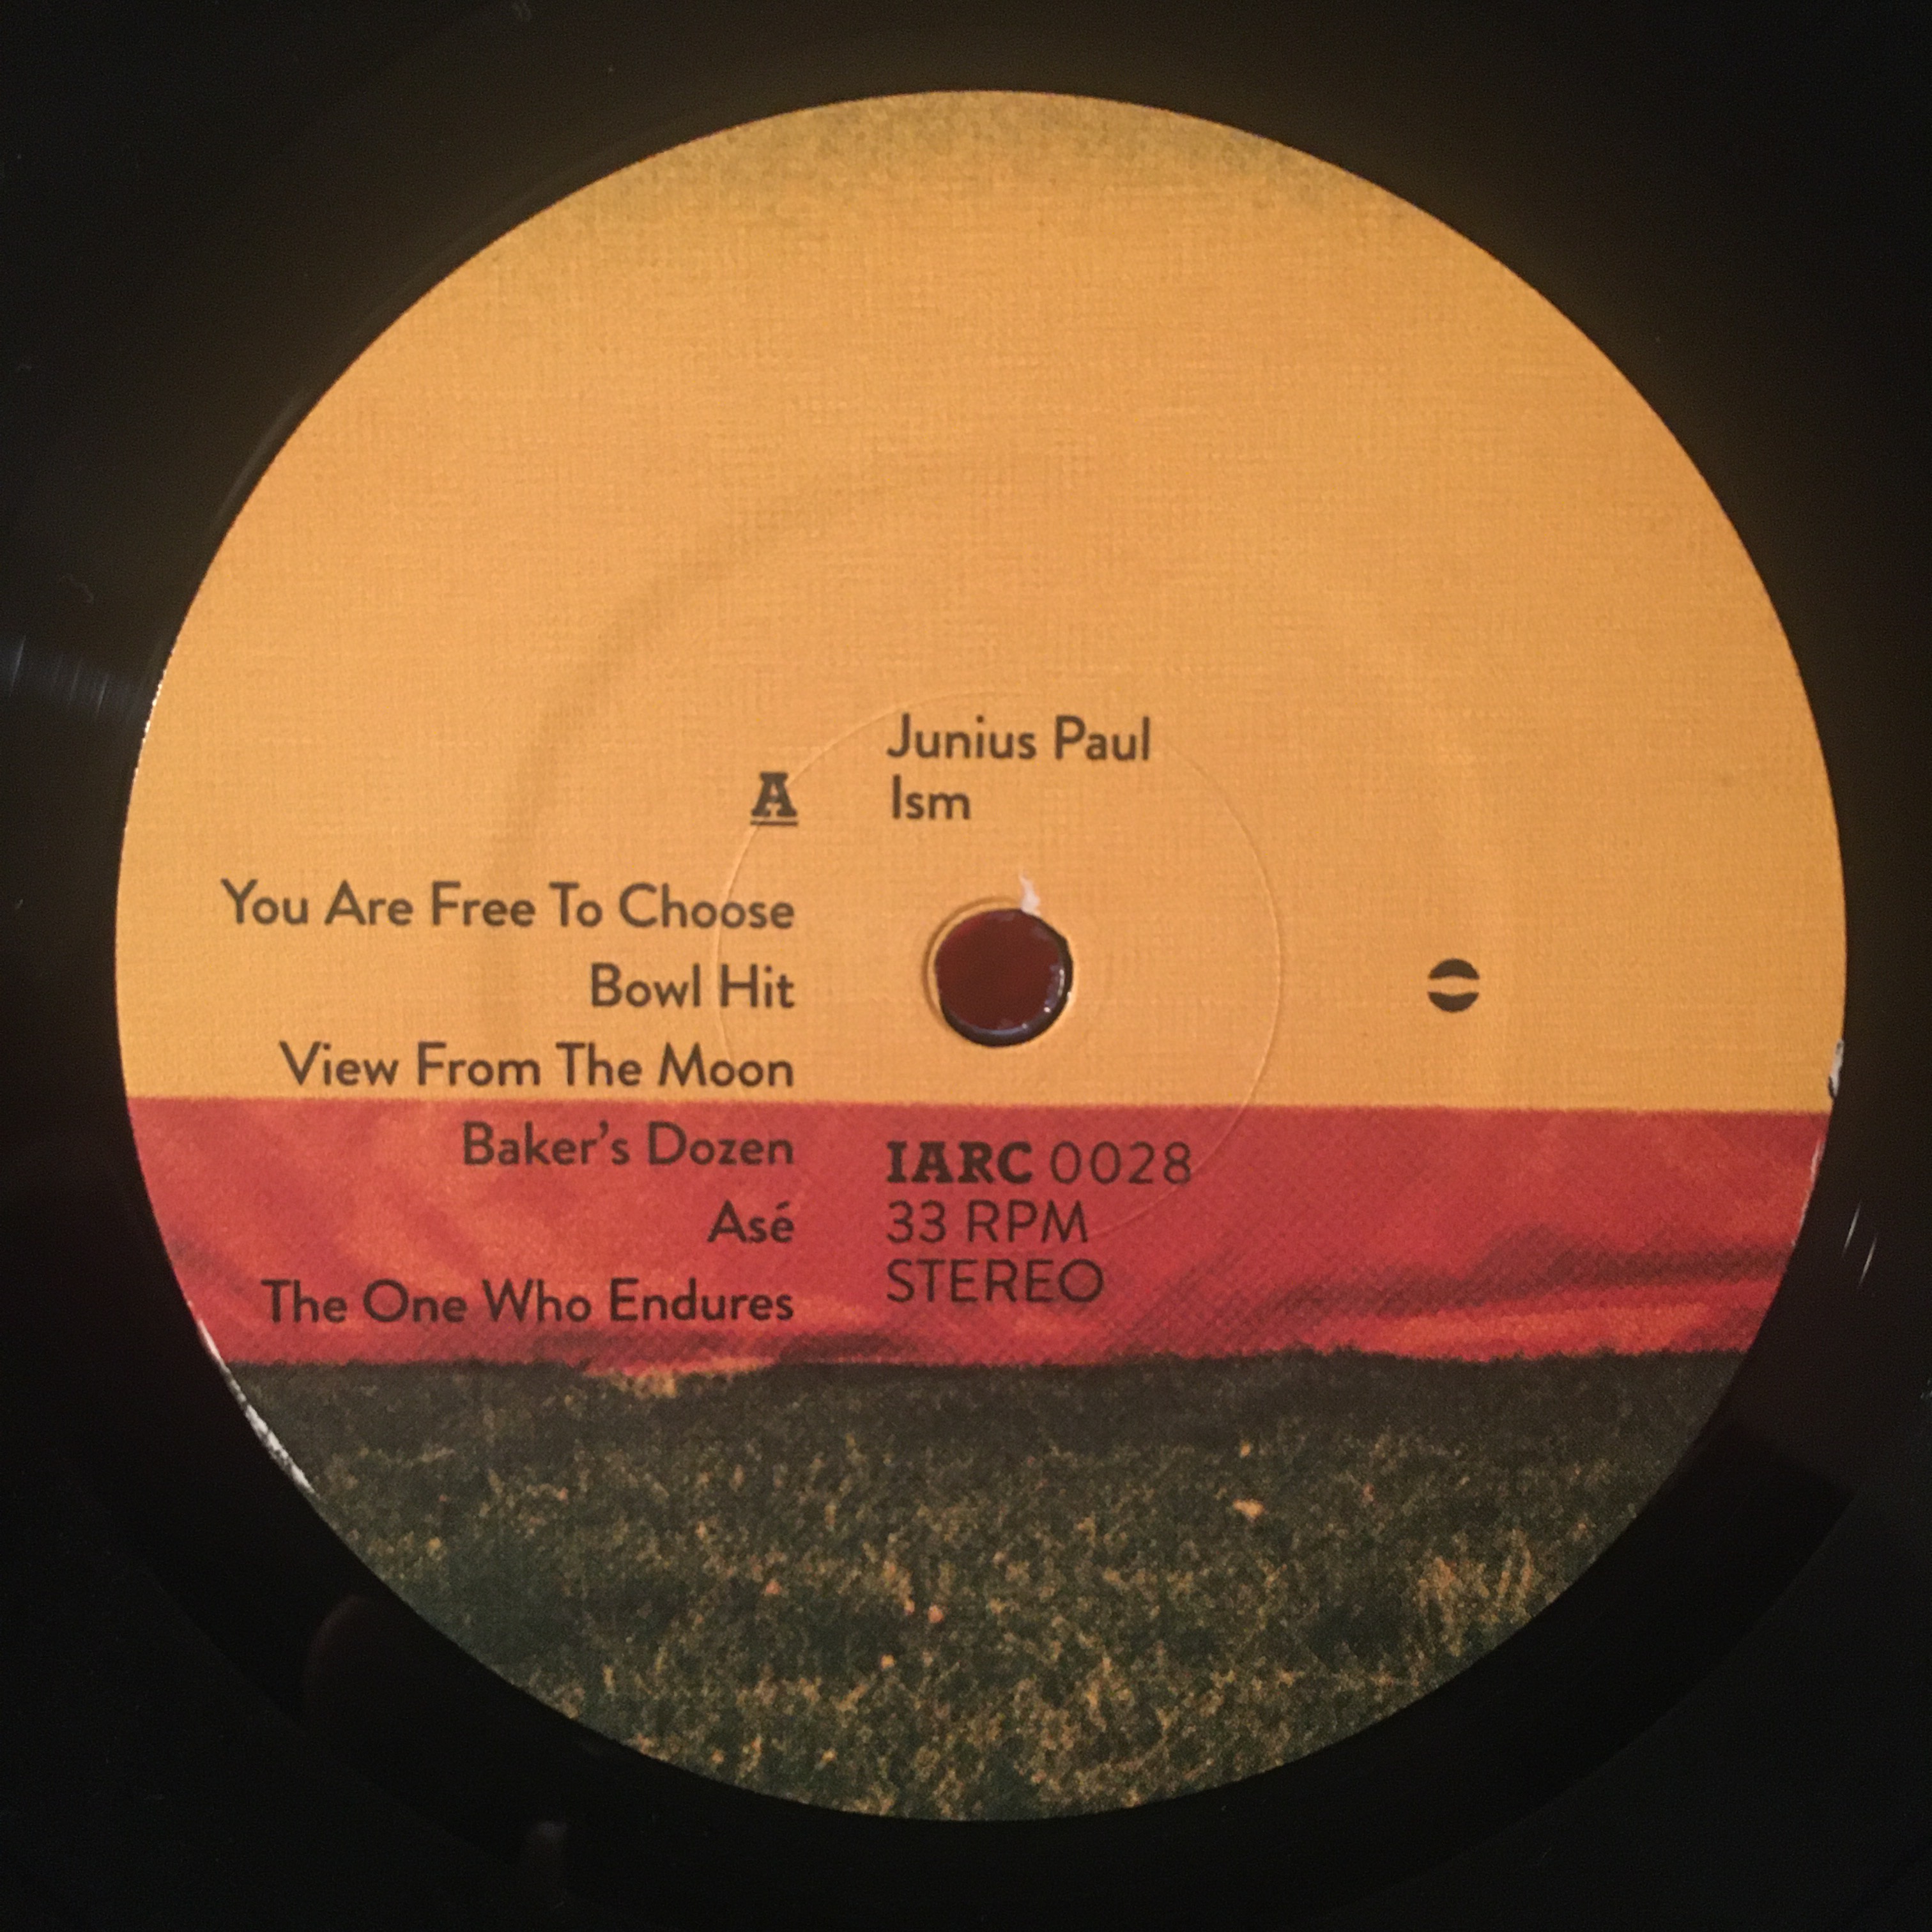 Junius Paul
Ism
A
You Are Free To Choose
Bowl Hit
View From The Moon
Baker's Dozen
Asé
The One Who Endures
IARC 0028
33 RPM
STEREO